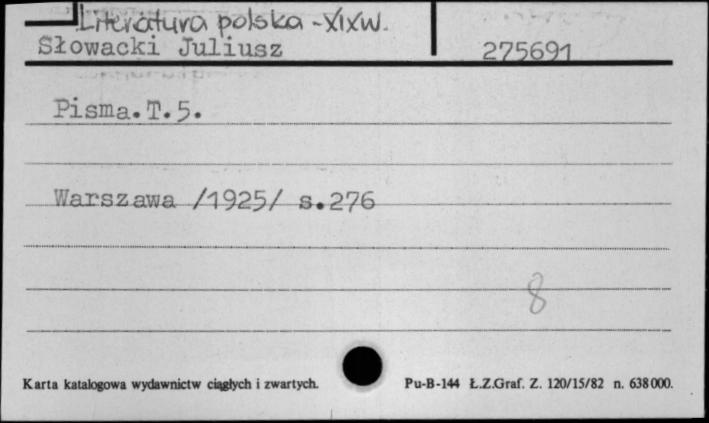 Literatura polska - XIX w.
Słowacki Juliusz 275691
Pisma.T.5.
Warszawa /1925/ s.276
8
Karta katalogowa wydawnictw ciągłych i zwartych. Pu-B-144 Ł.Z.Graf. Z. 120/15/82 n. 638000.